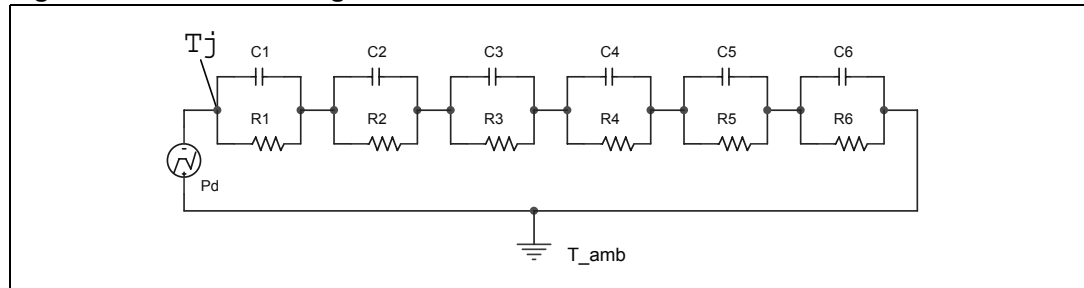 Tj
C1 C2 C3 C4 C5 C6
R1 R2 R3 R4 R5 R6
Pd
T_amb